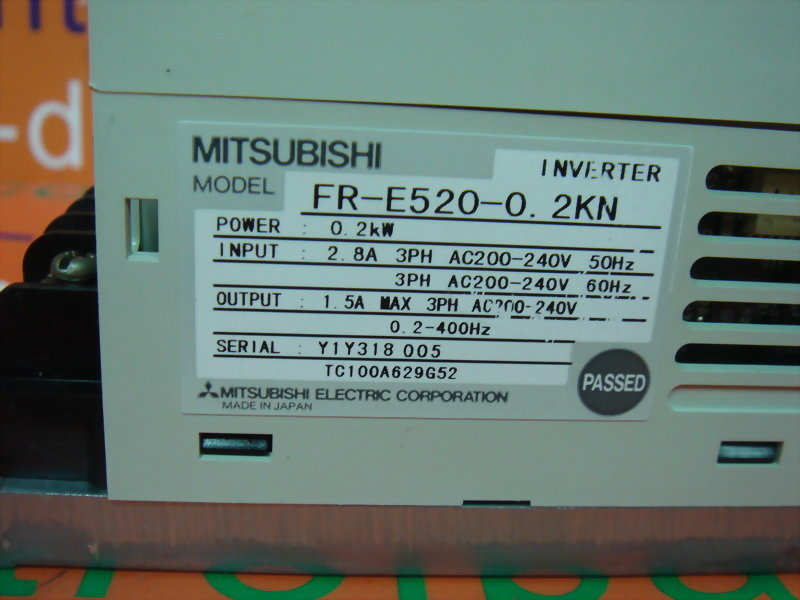 -d
MITSUBISHI
INVERTER
MODEL FR-E520-0.2KN
POWER : 0.2kW
INPUT : 2.8A 3PH AC200-240V 50Hz
3PH AC200-240V 60Hz
OUTPUT : 1.5A MAX 3PH AC200-240V
0.2-400Hz
SERIAL : Y1Y318 005
TC100A629G52
PASSED
MITSUBISHI ELECTRIC CORPORATION
MADE IN JAPAN